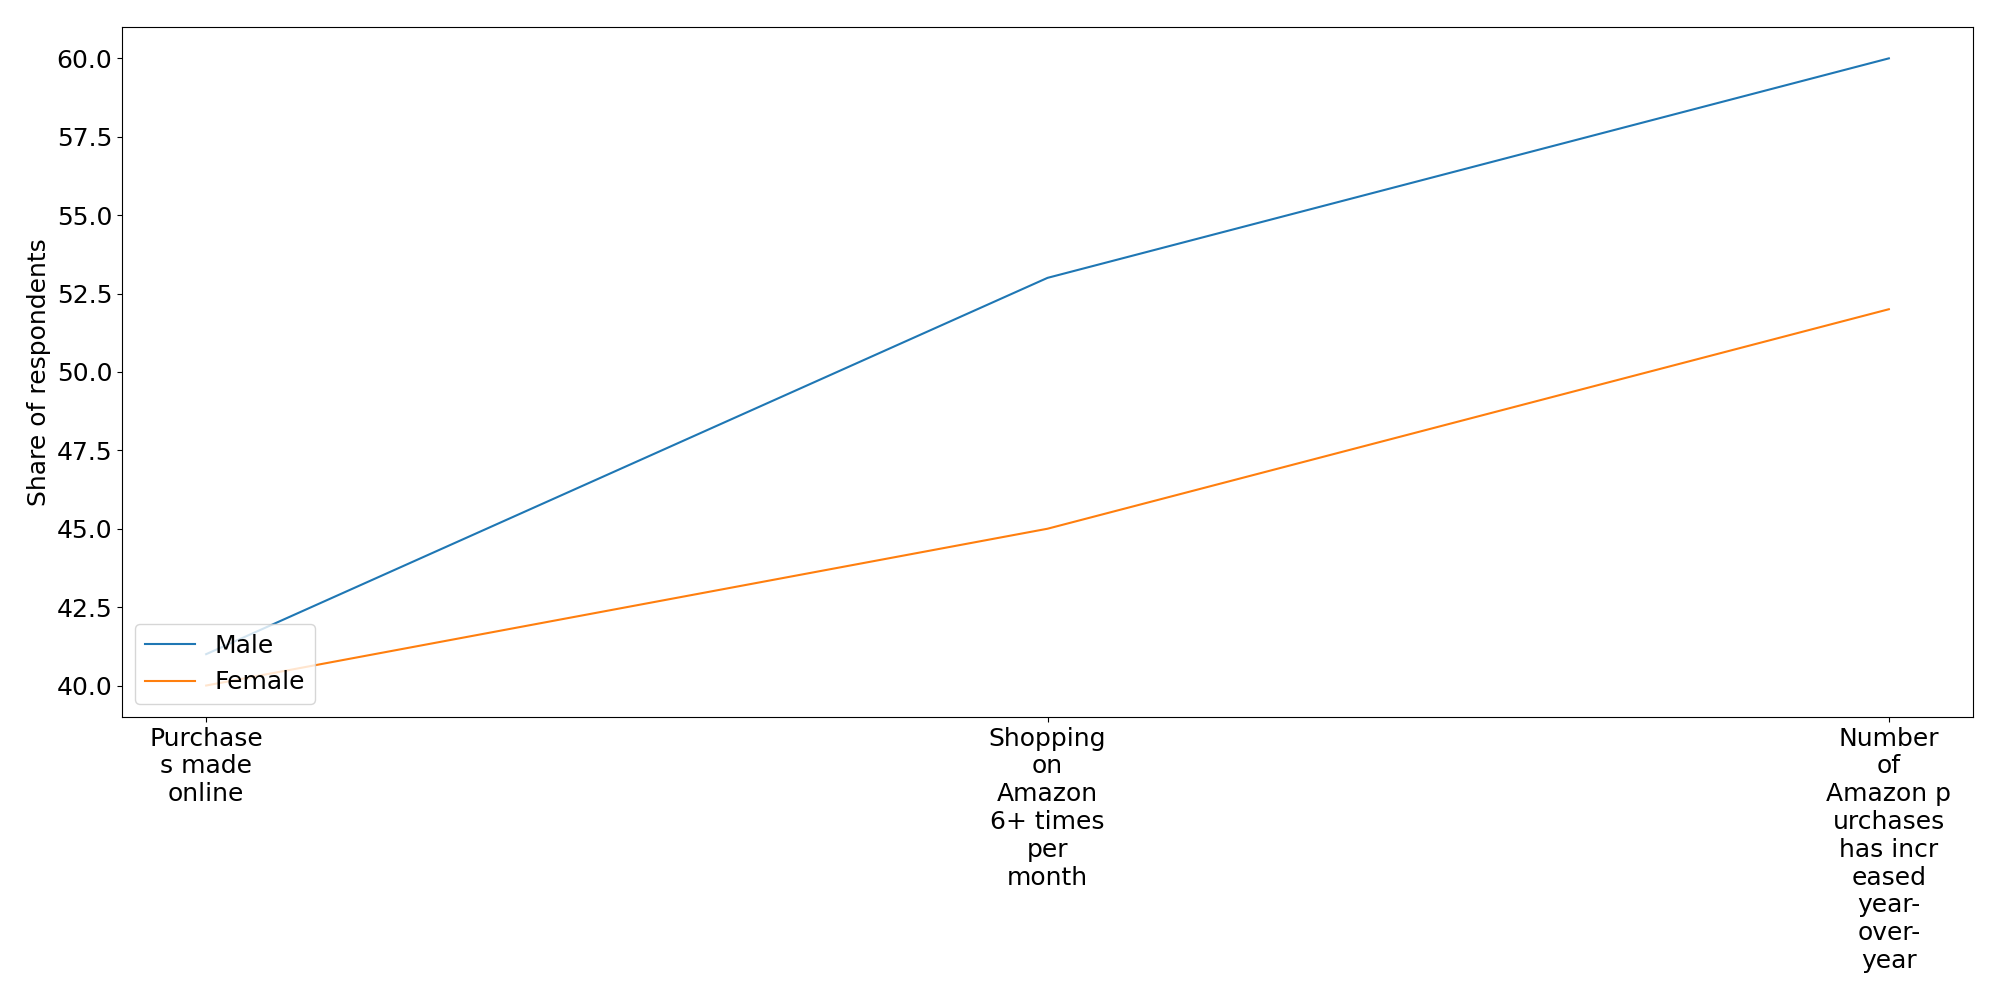 60.0
57.5
55.0
52.5
50.0
47.5
45.0
42.5
40.0
Share of respondents
Male
Female
Purchase
s made
online
Shopping
on
Amazon
6+ times
per
month
Number
of
Amazon p
urchases
has incr
eased
year-
over-
year